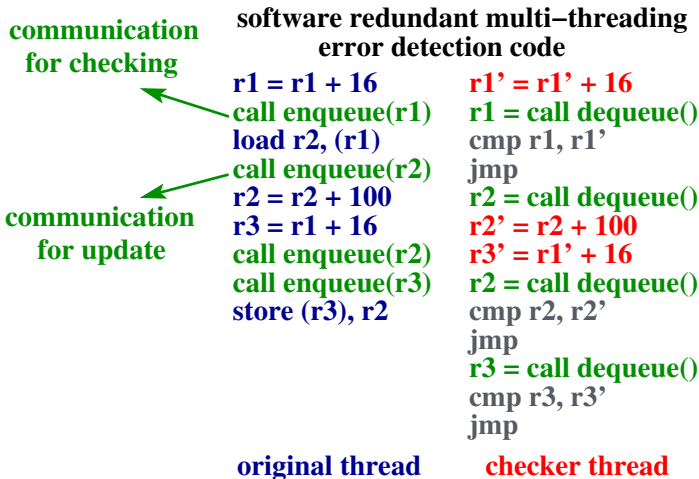 software redundant multi−threading
error detection code
communication
for checking
communication
for update
r1 = r1 + 16
call enqueue(r1)
load r2, (r1)
call enqueue(r2)
r2 = r2 + 100
r3 = r1 + 16
call enqueue(r2)
call enqueue(r3)
store (r3), r2
original thread
r1’ = r1’ + 16
r1 = call dequeue()
cmp r1, r1’
jmp
r2 = call dequeue()
r2’ = r2 + 100
r3’ = r1’ + 16
r2 = call dequeue()
cmp r2, r2’
jmp
r3 = call dequeue()
cmp r3, r3’
jmp
checker thread